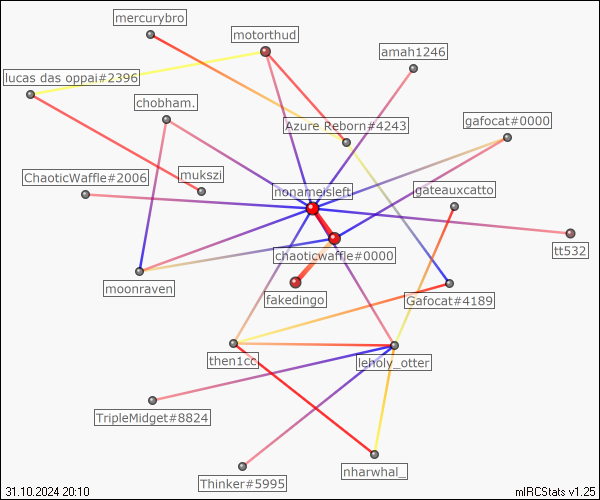 mercurybro
motorthud
amah1246
lucas das oppai#2396
chobham.
gafocat#0000
Azure Reborn#4243
ChaoticWaffle#2006
mukszi
nonameisleft
gateauxcatto
chaoticwaffle#0000
tt532
moonraven
fakedingo
Gafocat#4189
then1cc
leholy_otter
TripleMidget#8824
nharwhal_
Thinker#5995
31.10.2024 20:10
mIRCStats v1.25